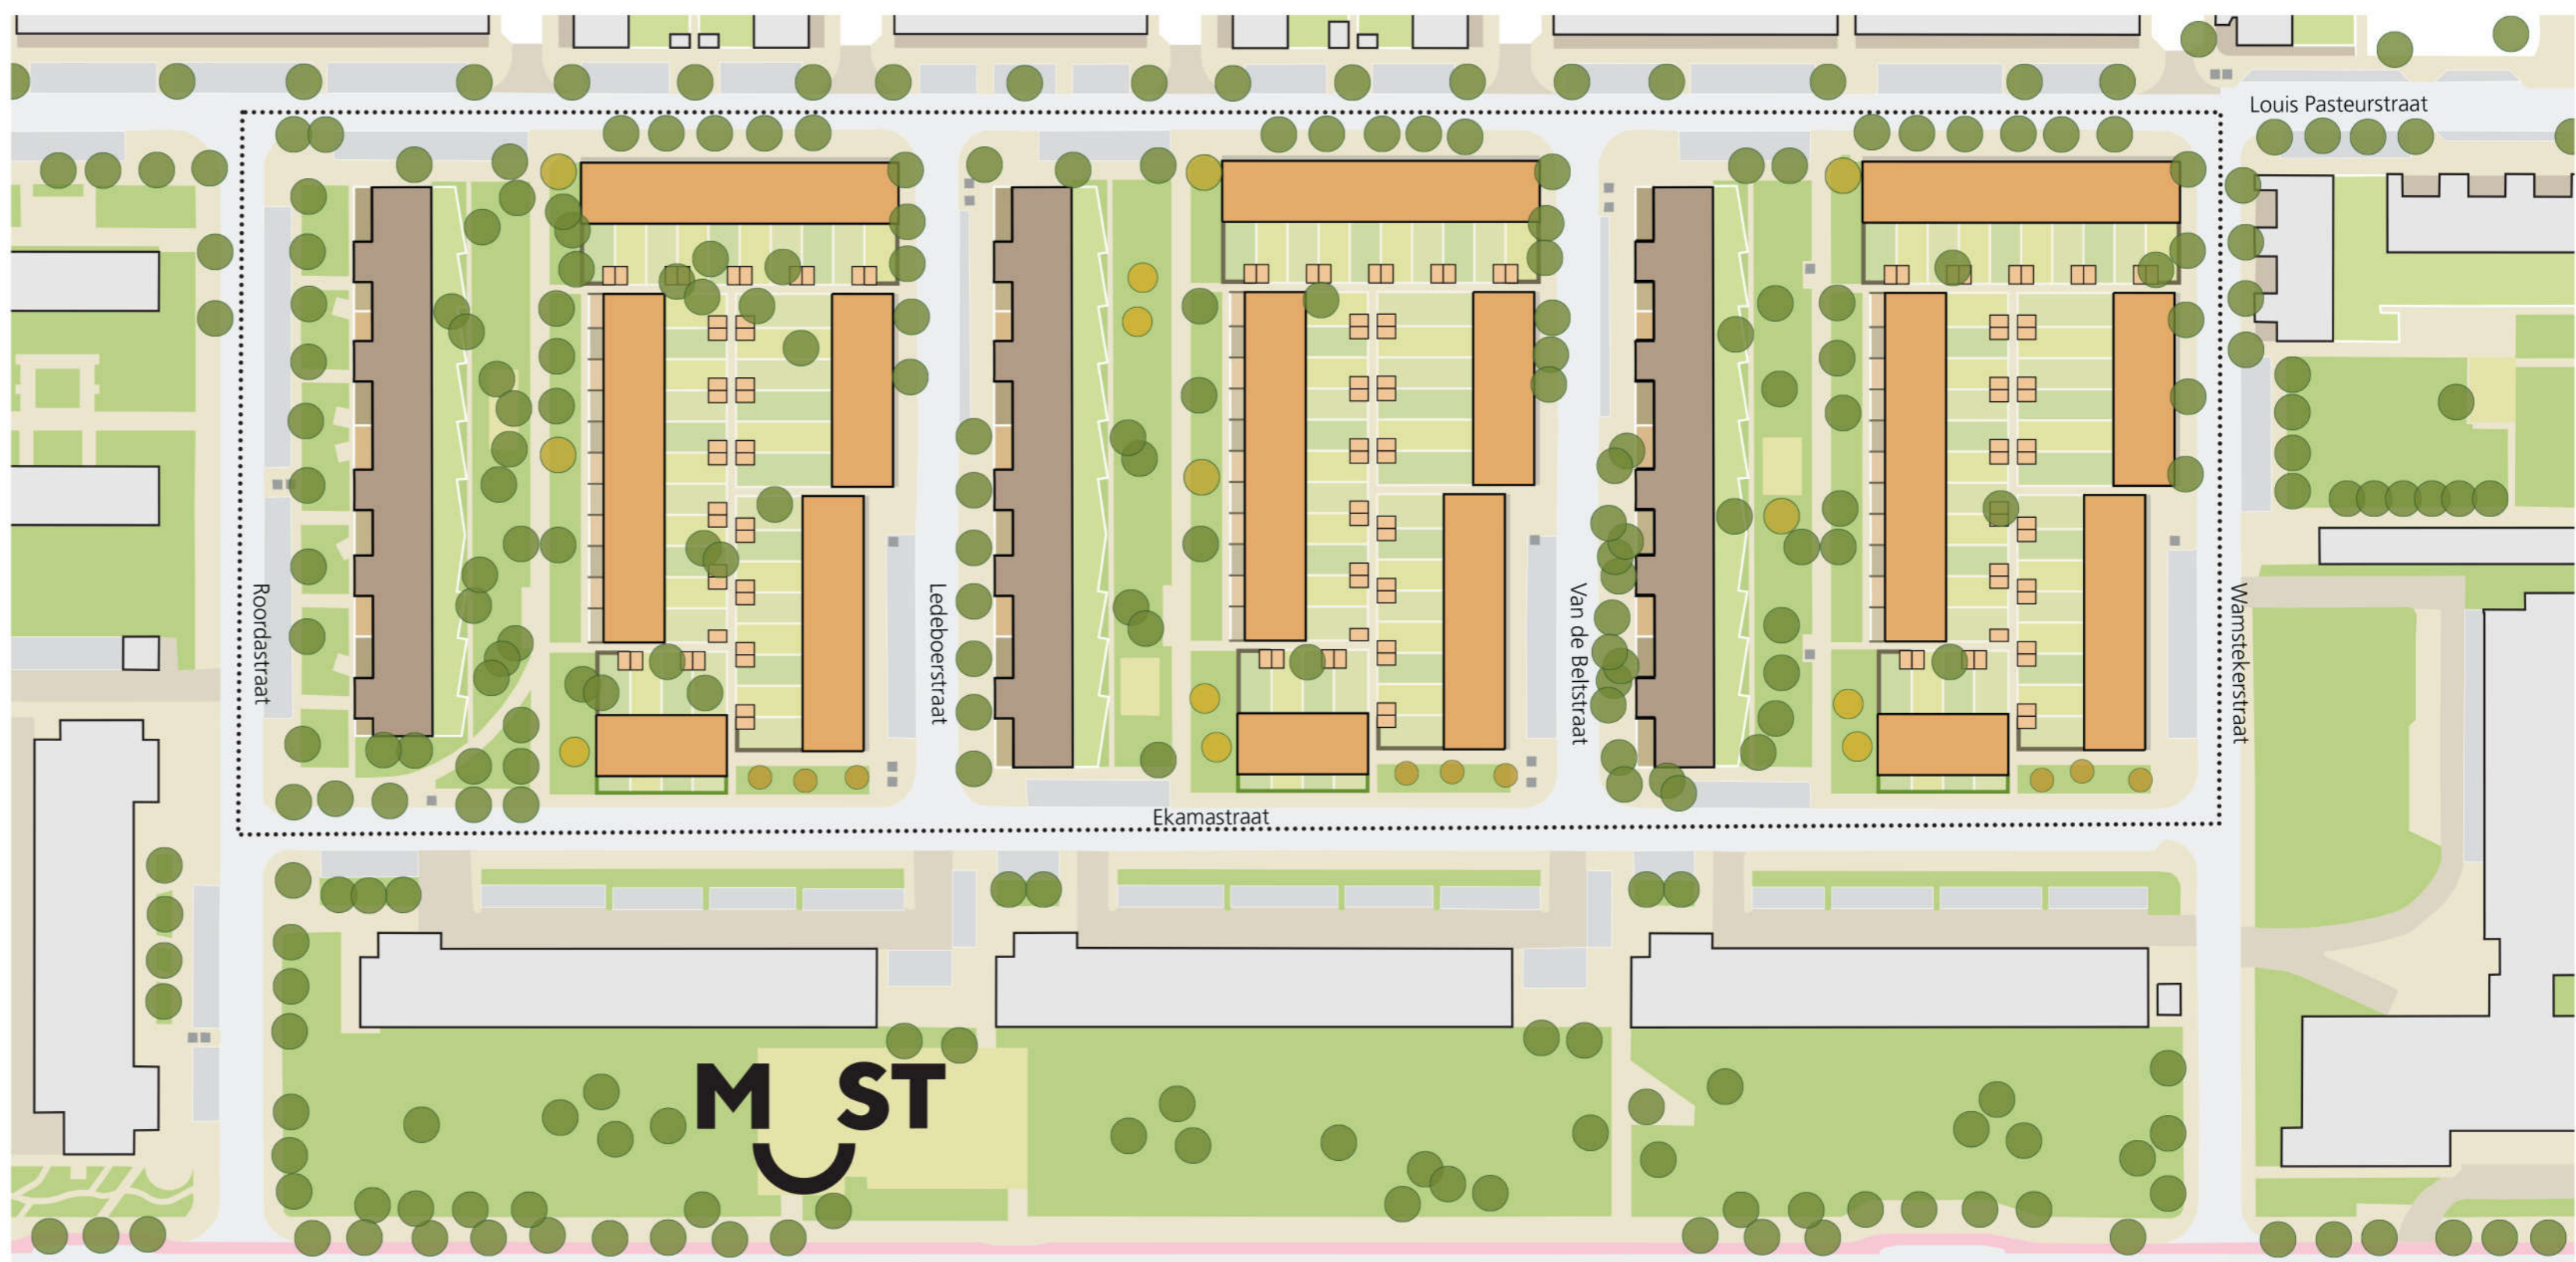 Louis Pasteurstraat
Roordastraat
Ledeboerstraat
Van de Beltstraat
Wamstekerstraat
Ekamastraat
MUST